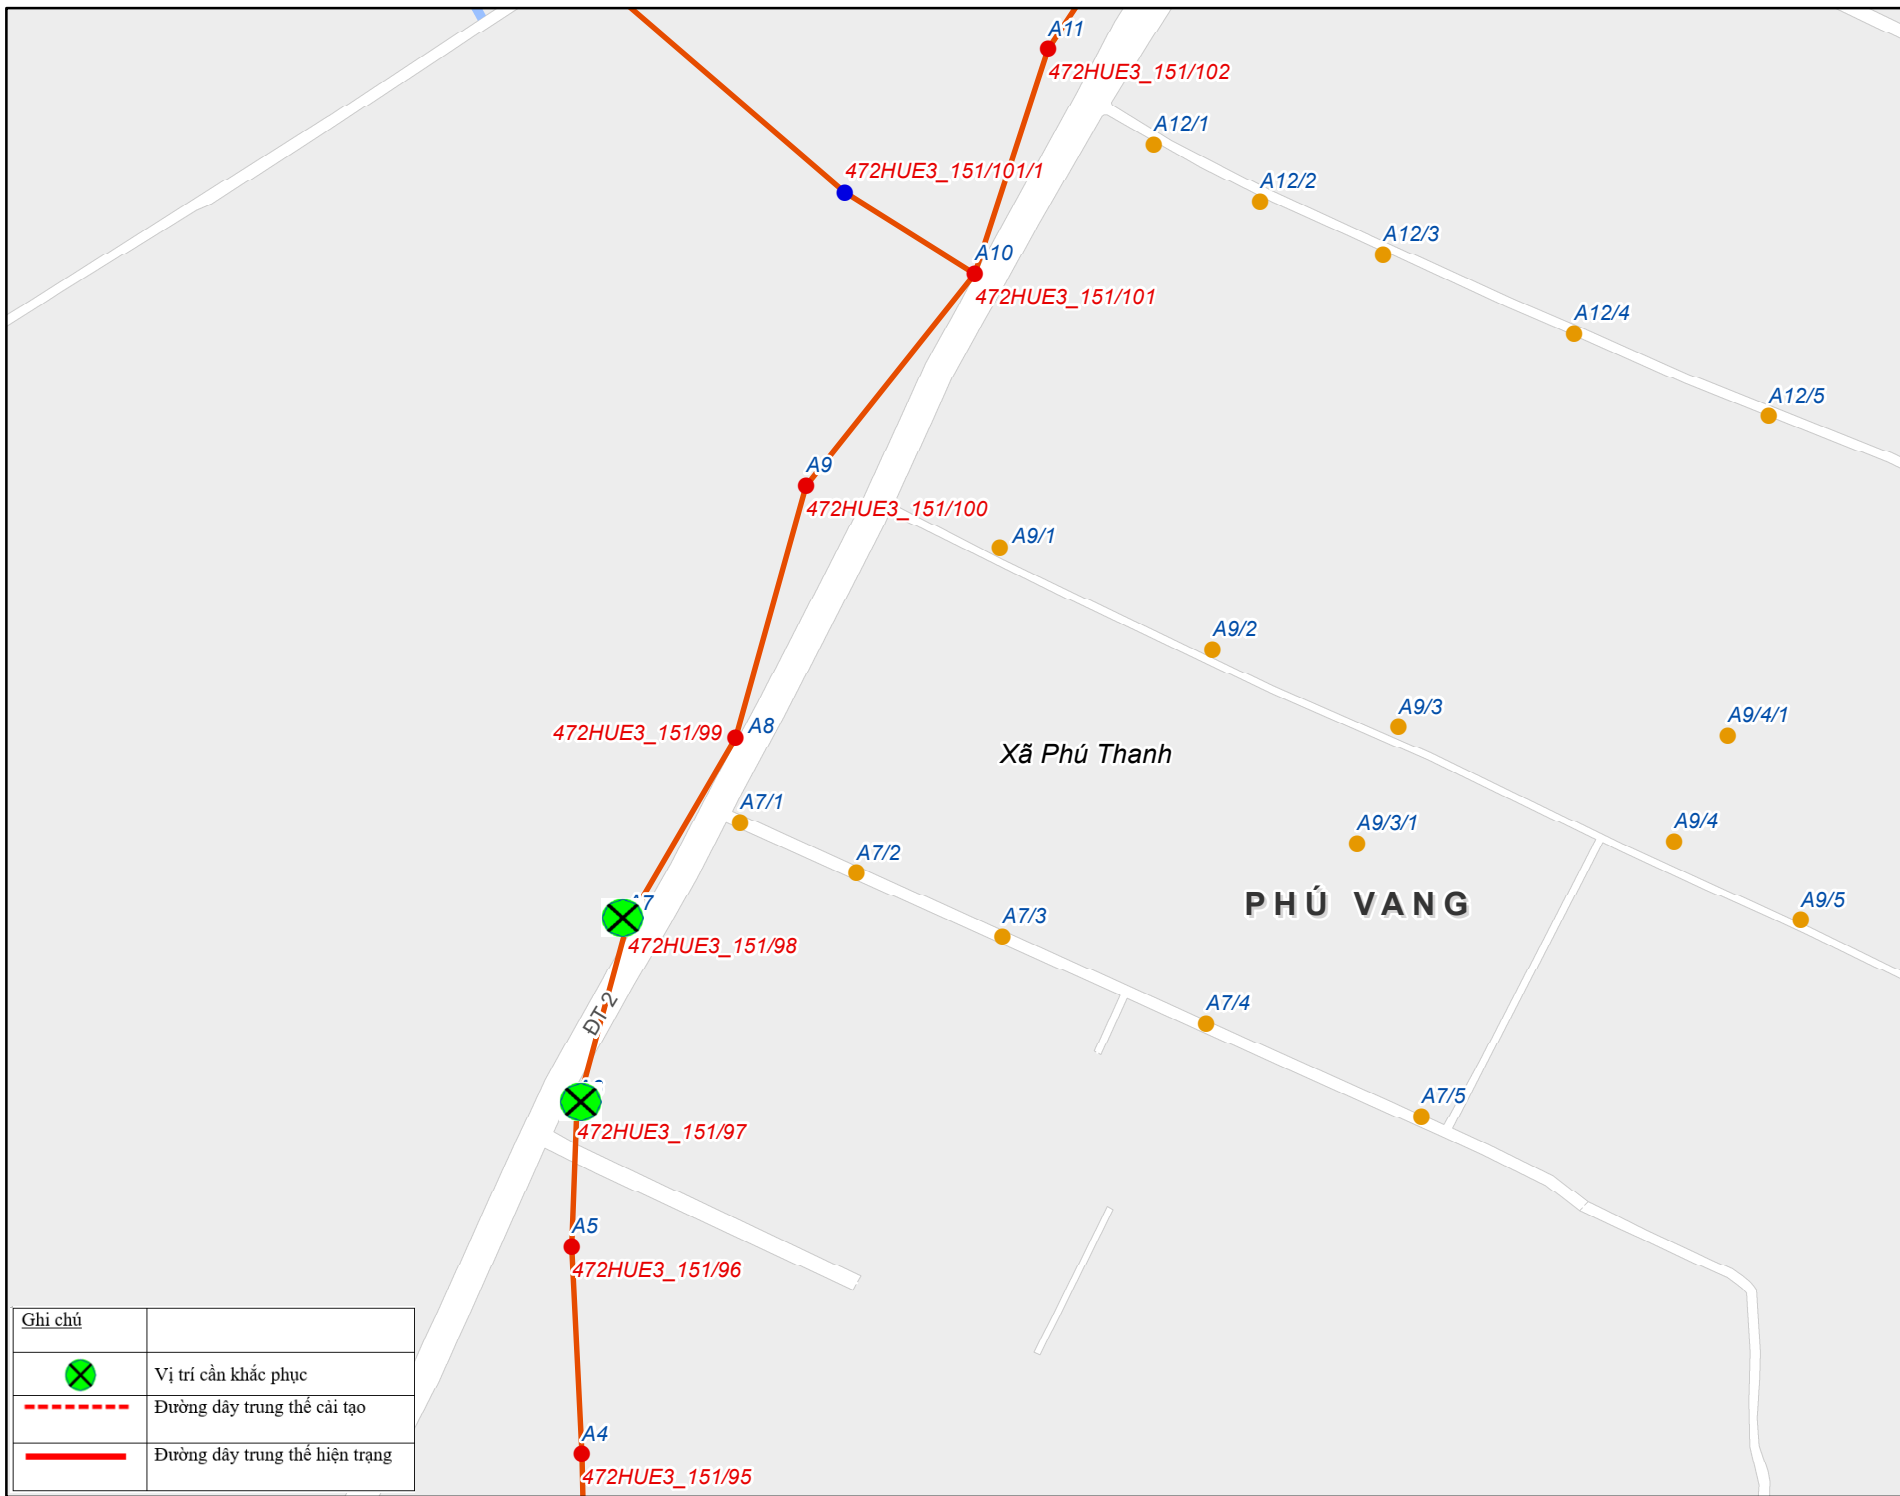 A11
472HUE3_151/102
A12/1
472HUE3_151/101/1
A12/2
A12/3
A10
472HUE3_151/101
A12/4
A12/5
A9
472HUE3_151/100
A9/1
A9/2
A9/3
A9/4/1
472HUE3_151/99
A8
Xã Phú Thanh
A7/1
A9/3/1
A9/4
A7/2
PHÚ VANG
A7/3
A9/5
472HUE3_151/98
ĐT 2
A7/4
A7/5
472HUE3_151/97
A5
472HUE3_151/96
Ghi chú
Vị trí cần khắc phục
Đường dây trung thế cải tạo
Đường dây trung thế hiện trạng
A4
472HUE3_151/95